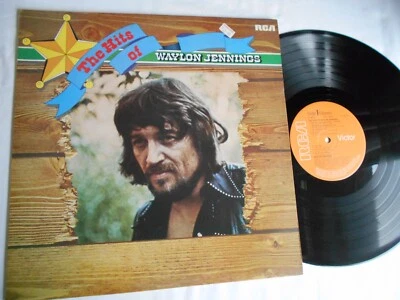 The Hits
of
WAYLON JENNINGS
RCA
RCA
Victor